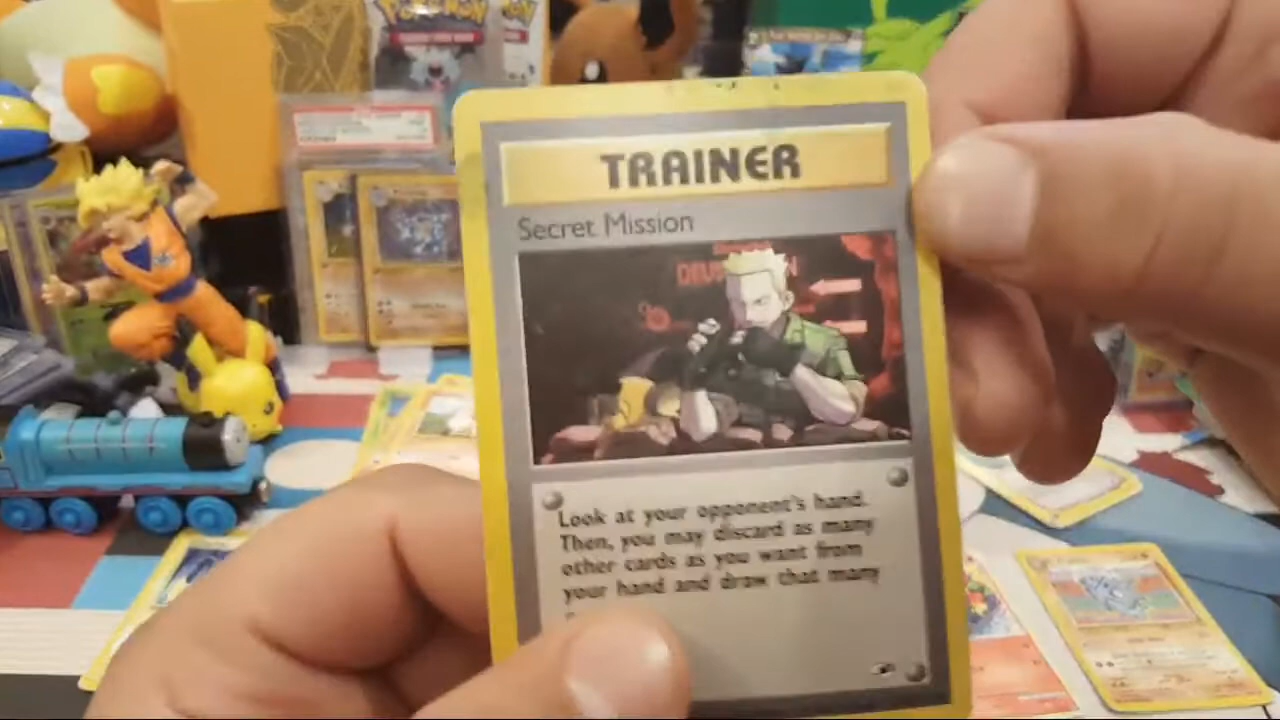 Pokémon
TRAINER
Secret Mission
Look at your opponent's hand.
Then, you may discard as many
other cards as you want from
your hand and draw that many